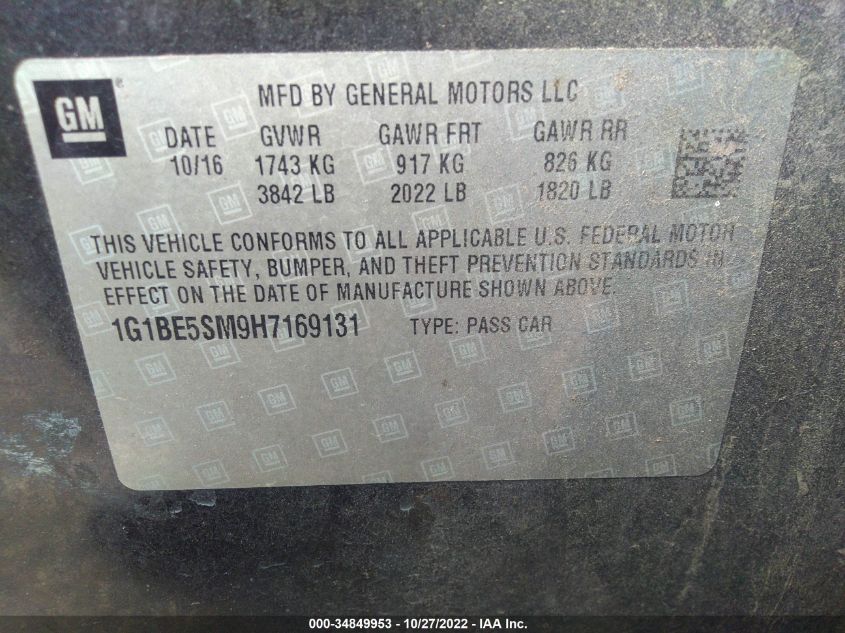 GM ® MFD BY GENERAL MOTORS LLC
DATE GVWR GAWR FRT GAWR RR
10/16 1743 KG 917 KG 826 KG
3842 LB 2022 LB 1820 LB
THIS VEHICLE CONFORMS TO ALL APPLICABLE U.S. FEDERAL MOTOR
VEHICLE SAFETY, BUMPER, AND THEFT PREVENTION STANDARDS IN
EFFECT ON THE DATE OF MANUFACTURE SHOWN ABOVE.
1G1BE5SM9H7169131 TYPE: PASS CAR
000-34849953 - 10/27/2022 - IAA Inc.